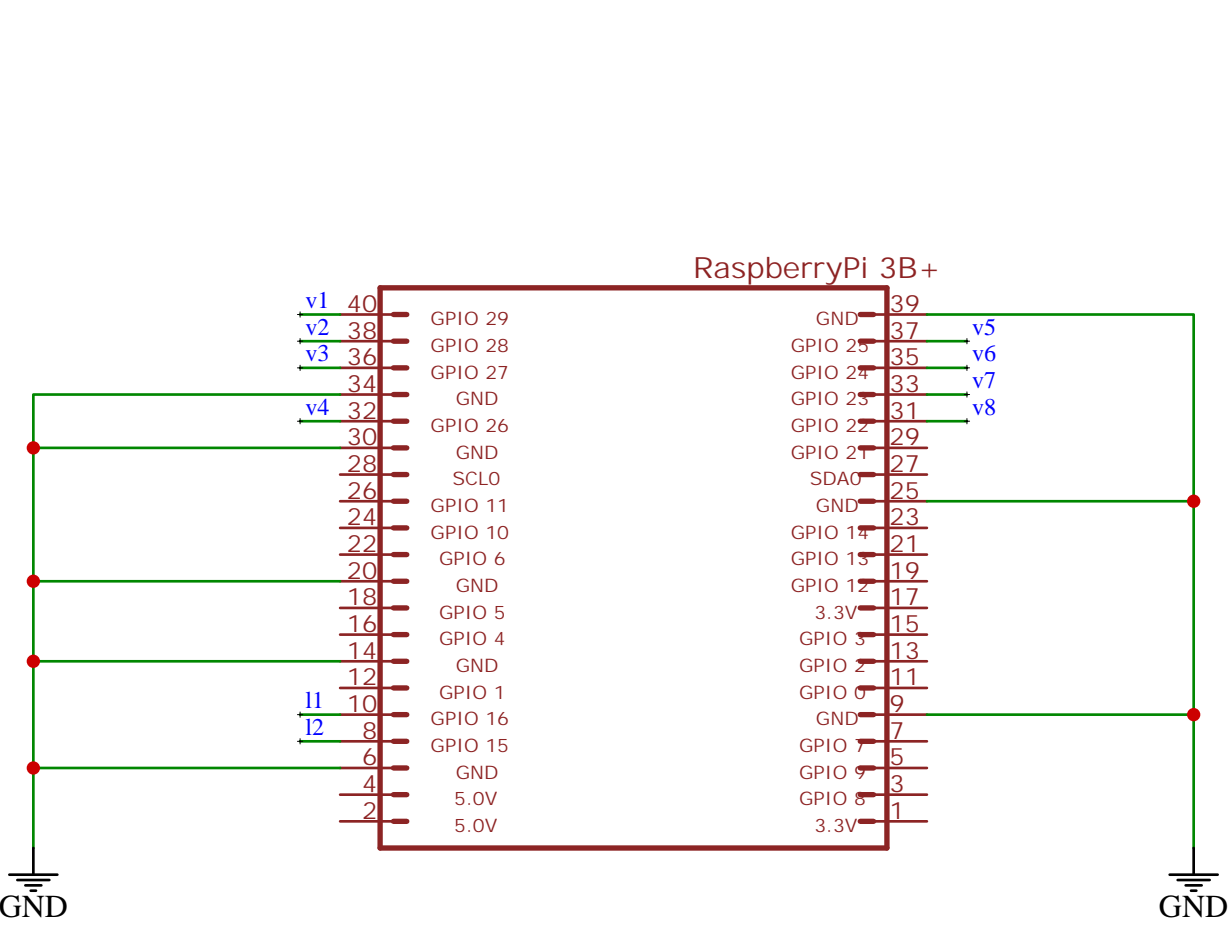 RaspberryPi 3B+
v1 40 GPIO 29 GND 39
v2 38 GPIO 28 GPIO 25 37 v5
v3 36 GPIO 27 GPIO 24 35 v6
34 GND GPIO 23 33 v7
v4 32 GPIO 26 GPIO 22 31 v8
30 GND GPIO 21 29
28 SCL0 SDA0 27
26 GPIO 11 GND 25
24 GPIO 10 GPIO 14 23
22 GPIO 6 GPIO 13 21
20 GND GPIO 12 19
18 GPIO 5 3.3V 17
16 GPIO 4 GPIO 3 15
14 GND GPIO 2 13
12 GPIO 1 GPIO 0 11
l1 10 GPIO 16 GND 9
l2 8 GPIO 15 GPIO 7 7
6 GND GPIO 9 5
4 5.0V GPIO 8 3
2 5.0V 3.3V 1
GND GND